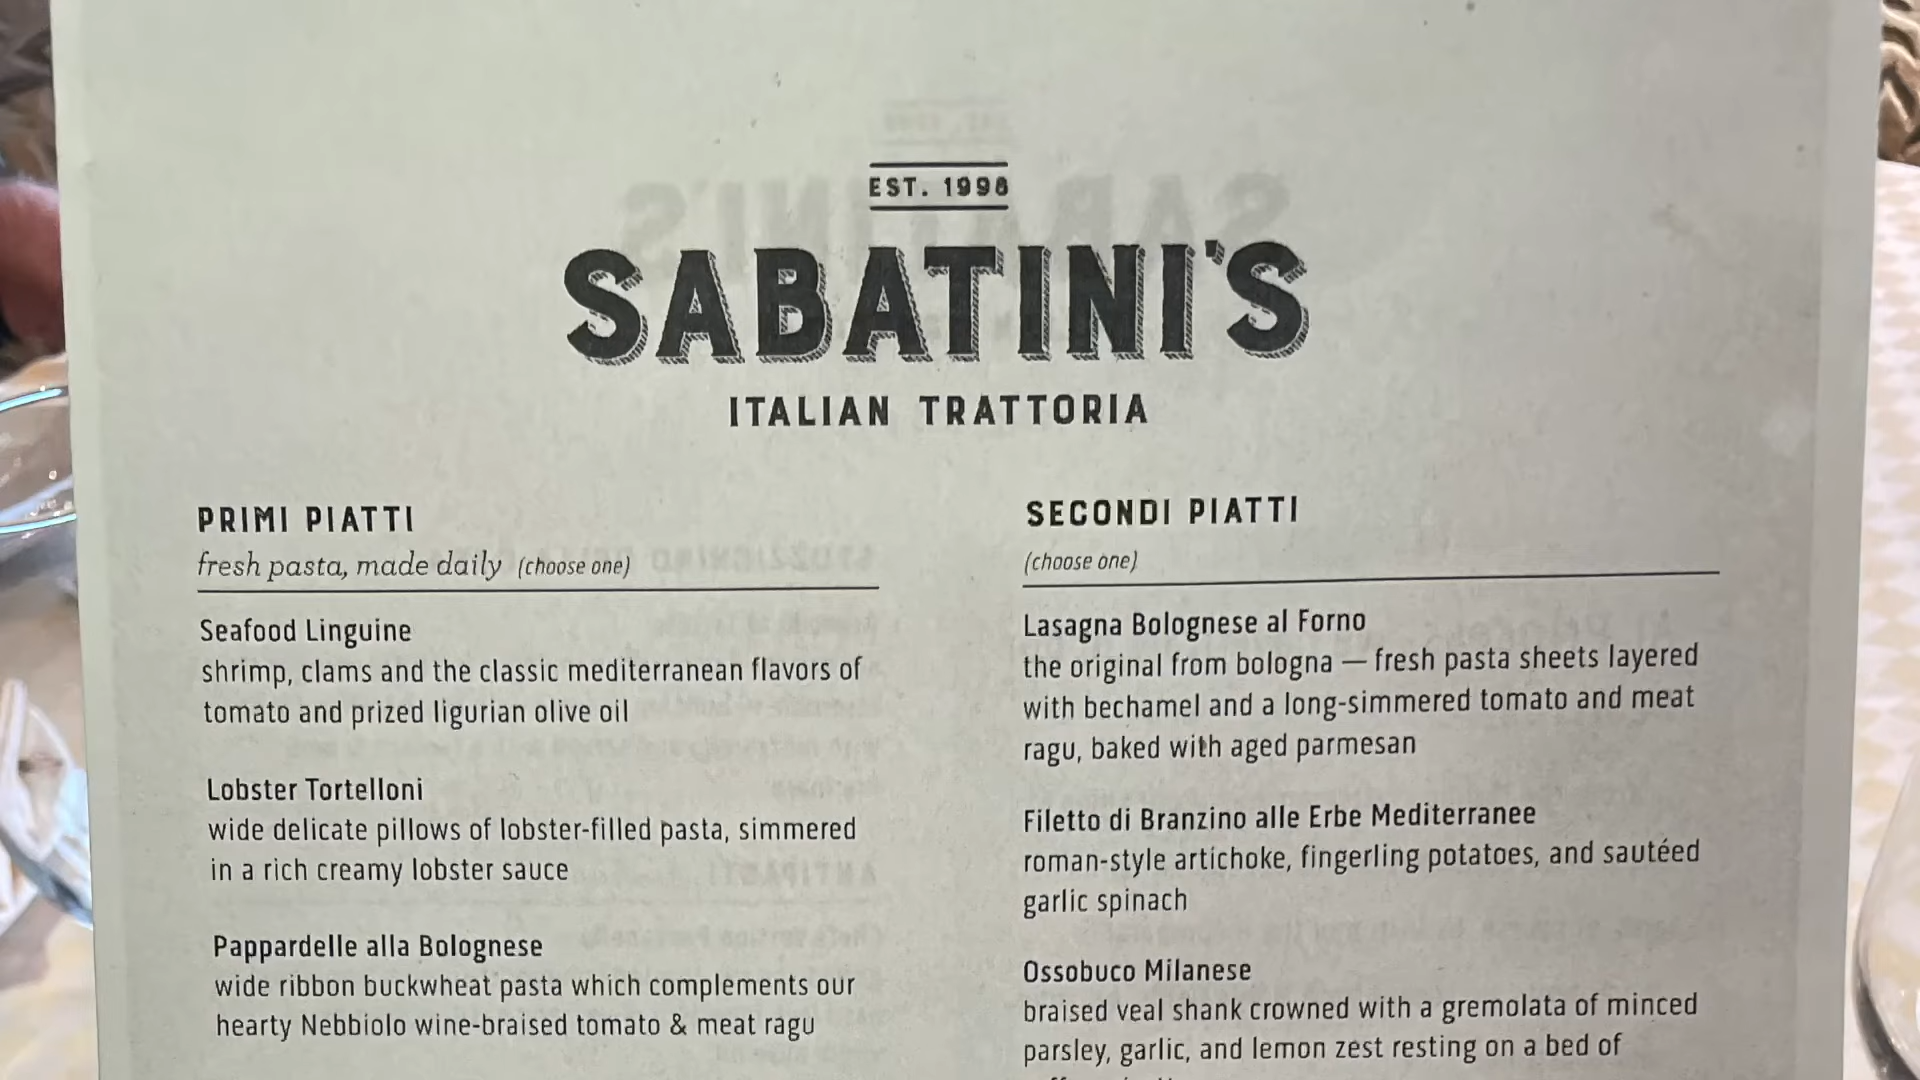 EST. 1998
SABATINI'S
ITALIAN TRATTORIA
PRIMI PIATTI
fresh pasta, made daily (choose one)
Seafood Linguine
shrimp, clams and the classic mediterranean flavors of
tomato and prized ligurian olive oil
Lobster Tortelloni
wide delicate pillows of lobster-filled pasta, simmered
in a rich creamy lobster sauce
Pappardelle alla Bolognese
wide ribbon buckwheat pasta which complements our
hearty Nebbiolo wine-braised tomato & meat ragu
SECONDI PIATTI
(choose one)
Lasagna Bolognese al Forno
the original from bologna — fresh pasta sheets layered
with bechamel and a long-simmered tomato and meat
ragu, baked with aged parmesan
Filetto di Branzino alle Erbe Mediterranee
roman-style artichoke, fingerling potatoes, and sautéed
garlic spinach
Ossobuco Milanese
braised veal shank crowned with a gremolata of minced
parsley, garlic, and lemon zest resting on a bed of